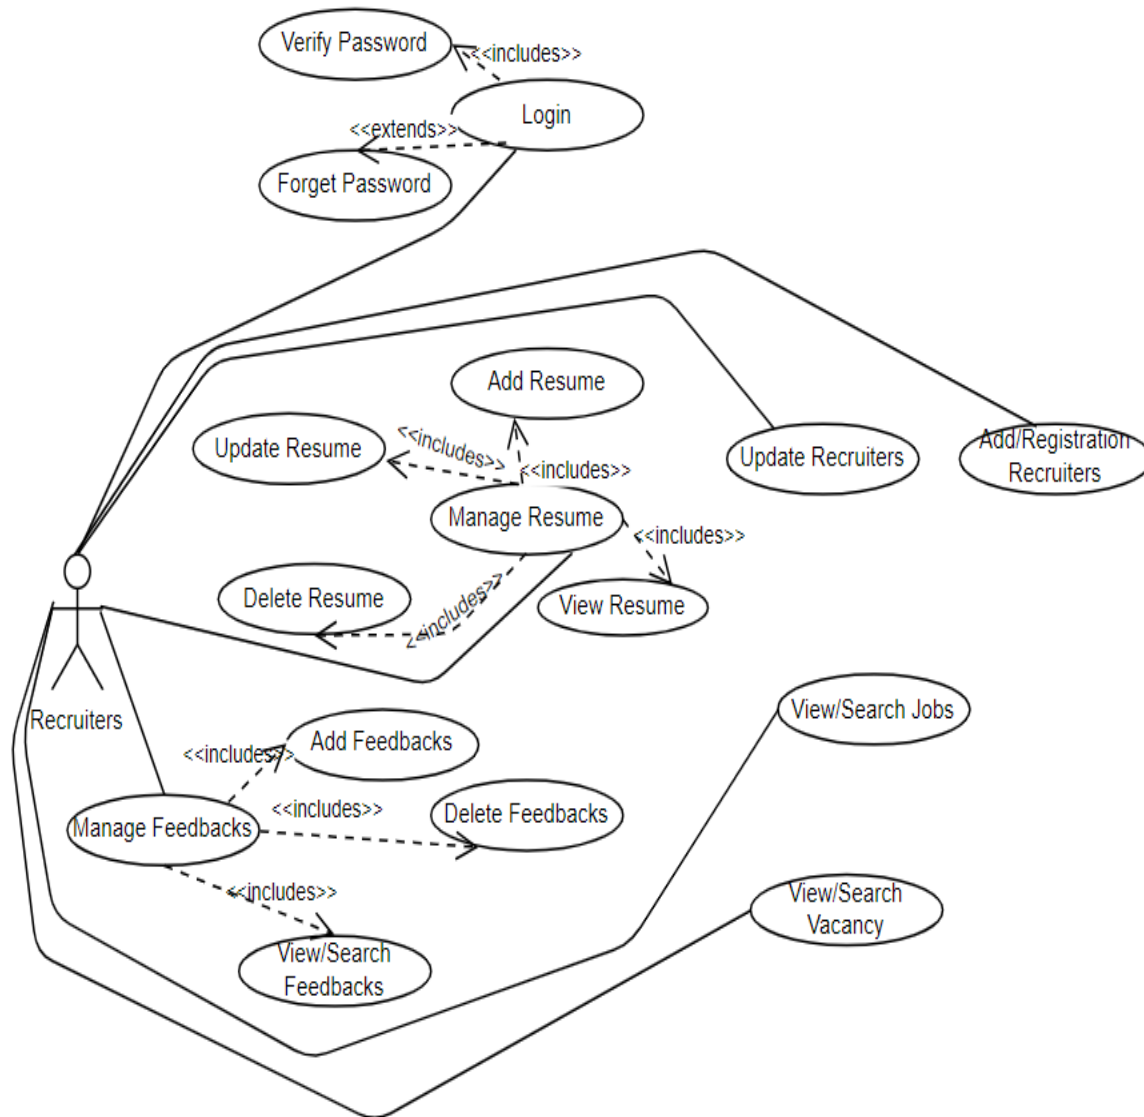 Verify Password
<<includes>>
Login
<<extends>>
Forget Password
Add Resume
Update Resume
<<includes>>
<<includes>>
Update Recruiters
Add/Registration
Recruiters
Manage Resume
<<includes>>
Delete Resume
<<includes>>
View Resume
Recruiters
View/Search Jobs
Add Feedbacks
<<includes>>
<<includes>>
Delete Feedbacks
Manage Feedbacks
<<includes>>
View/Search
Vacancy
View/Search
Feedbacks